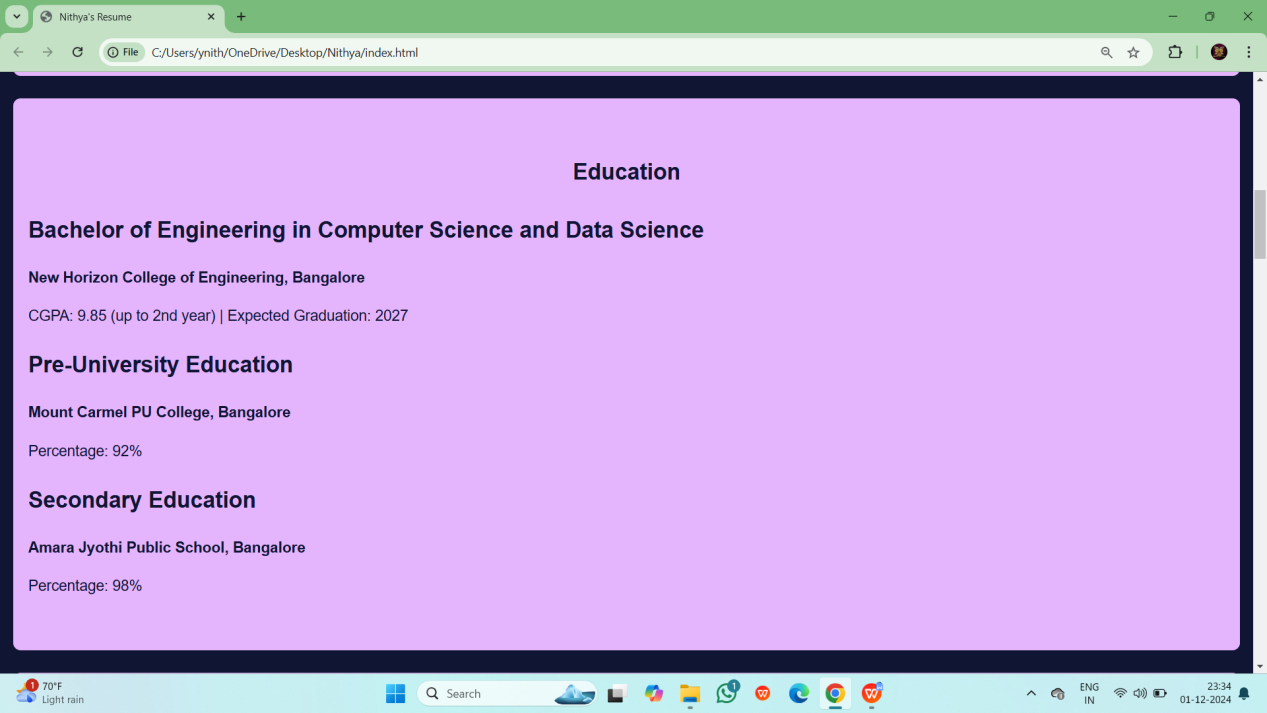 Nithya's Resume
File
C:/Users/ynith/OneDrive/Desktop/Nithya/index.html
Education
Bachelor of Engineering in Computer Science and Data Science
New Horizon College of Engineering, Bangalore
CGPA: 9.85 (up to 2nd year) | Expected Graduation: 2027
Pre-University Education
Mount Carmel PU College, Bangalore
Percentage: 92%
Secondary Education
Amara Jyothi Public School, Bangalore
Percentage: 98%
1
70°F
Light rain
Search
1
W
W
ENG
IN
23:34
01-12-2024